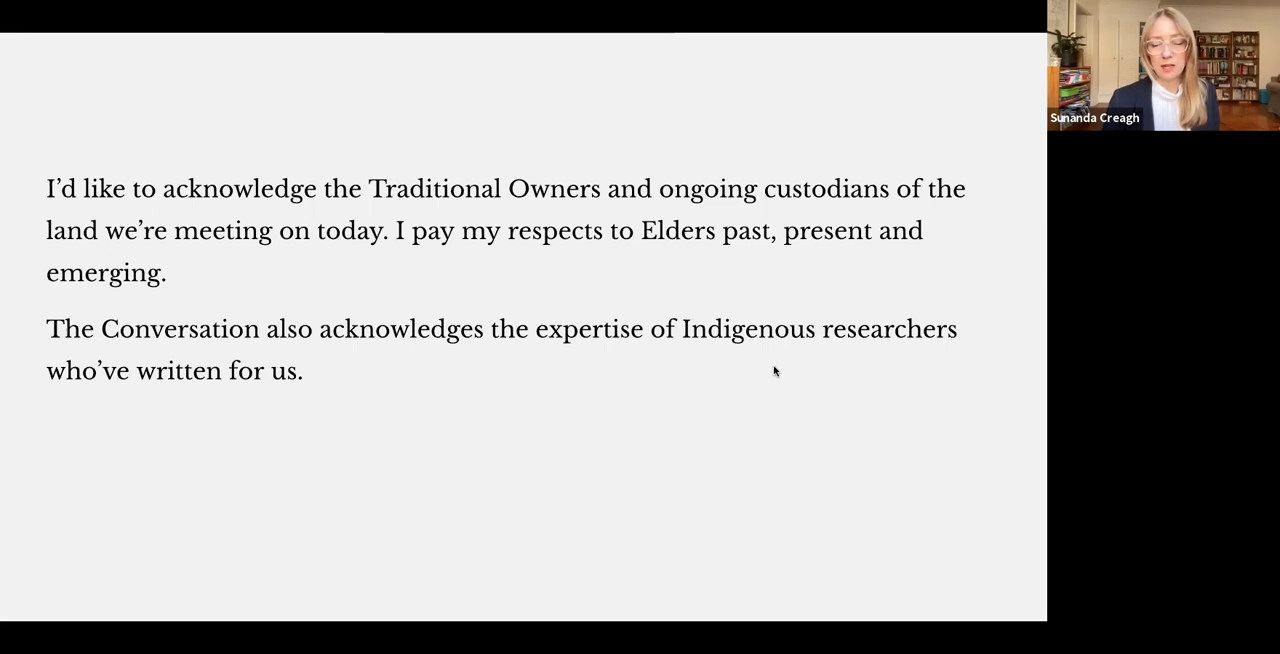 I’d like to acknowledge the Traditional Owners and ongoing custodians of the
land we’re meeting on today. I pay my respects to Elders past, present and
emerging.
The Conversation also acknowledges the expertise of Indigenous researchers
who’ve written for us.
Sunanda Creagh